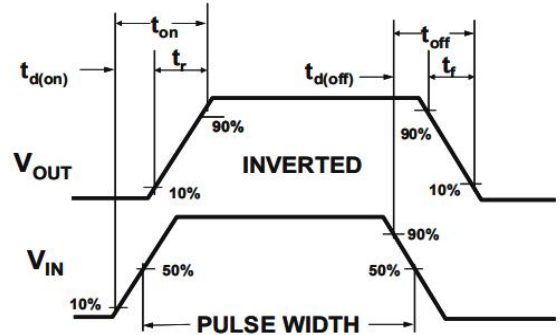 ton toff
tr tf
td(on) td(off)
90% 90%
VOUT INVERTED
10% 10%
90%
VIN 50% 50%
10%
PULSE WIDTH